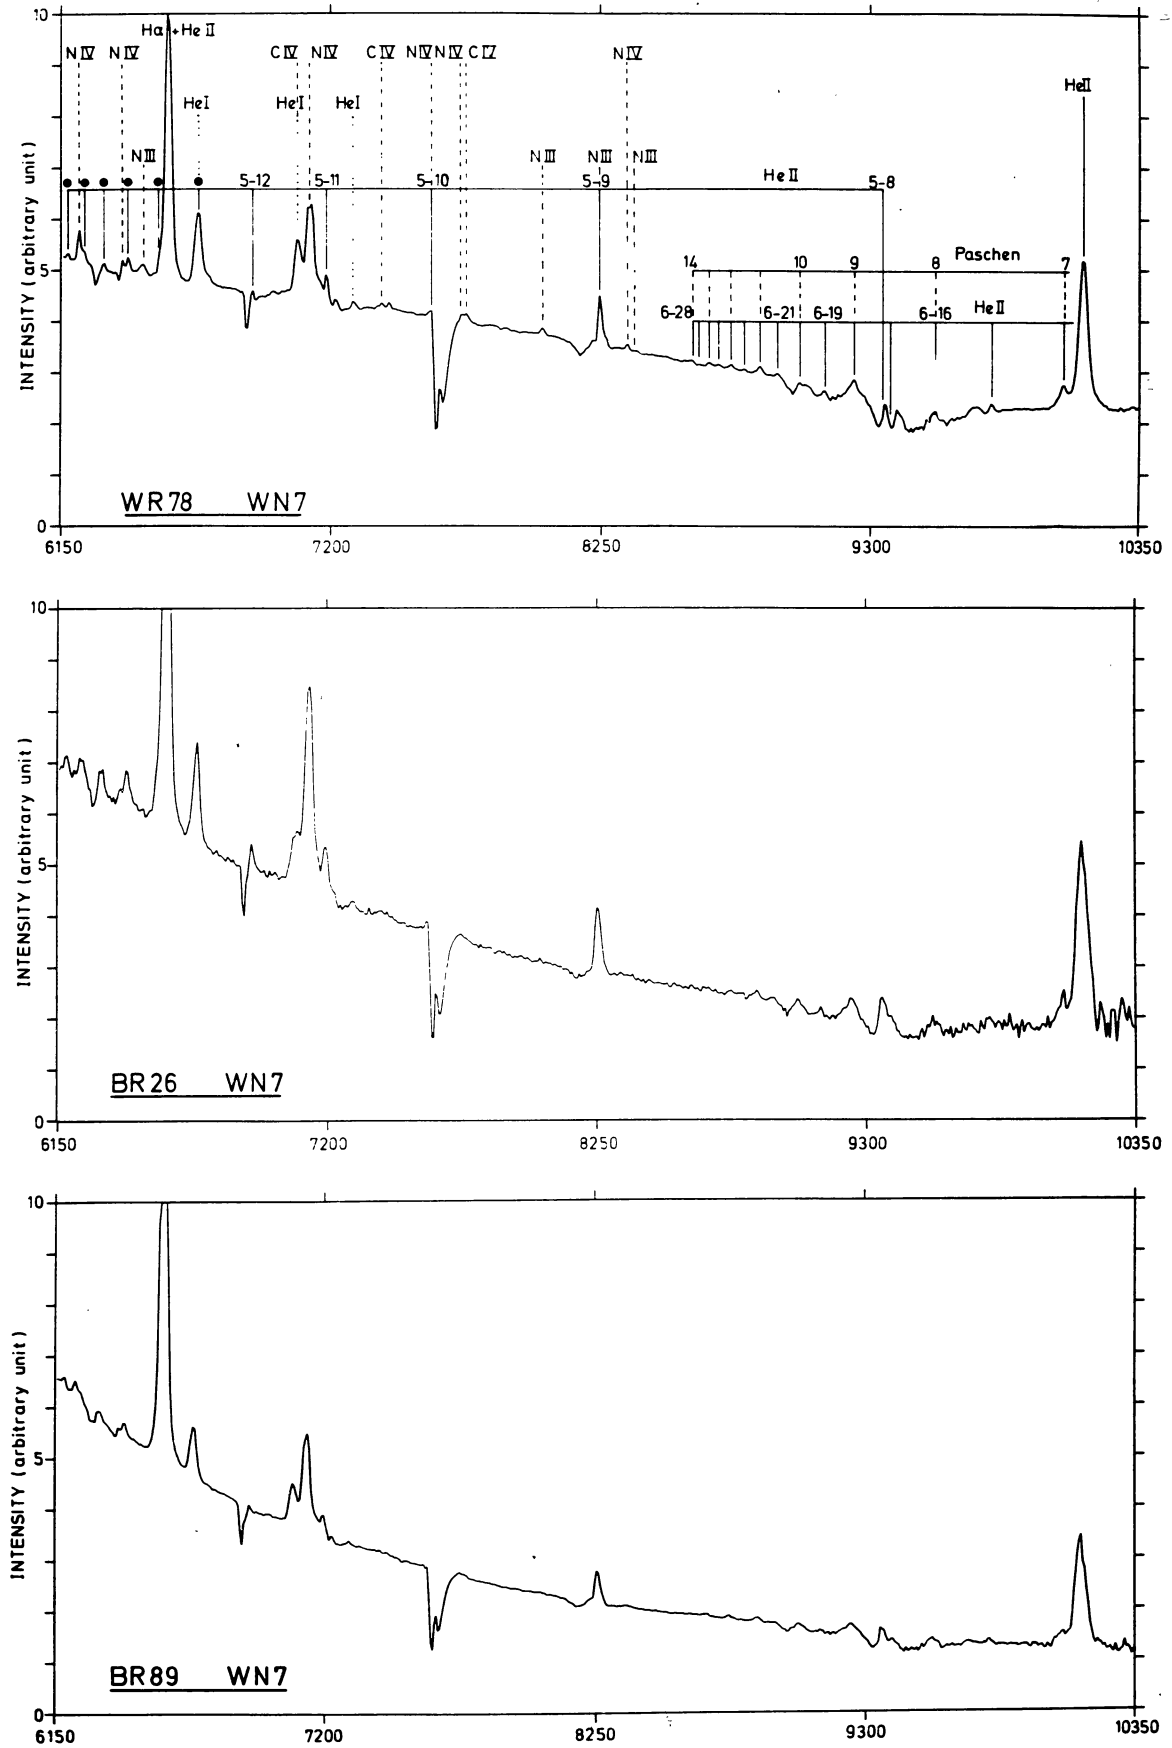 10
Hα + He II
N IV N IV C IV N IV C IV N IV N IV C IV N IV
He I He I He I He II
N III N III N III N III
5-12 5-11 5-10 5-9 He II 5-8
14 10 9 8 Paschen 7
6-28 6-21 6-19 6-16 He II
5
INTENSITY (arbitrary unit)
WR 78 WN7
0
6150 7200 8250 9300 10350
10
5
INTENSITY (arbitrary unit)
BR 26 WN7
0
6150 7200 8250 9300 10350
10
5
INTENSITY (arbitrary unit)
BR 89 WN7
0
6150 7200 8250 9300 10350